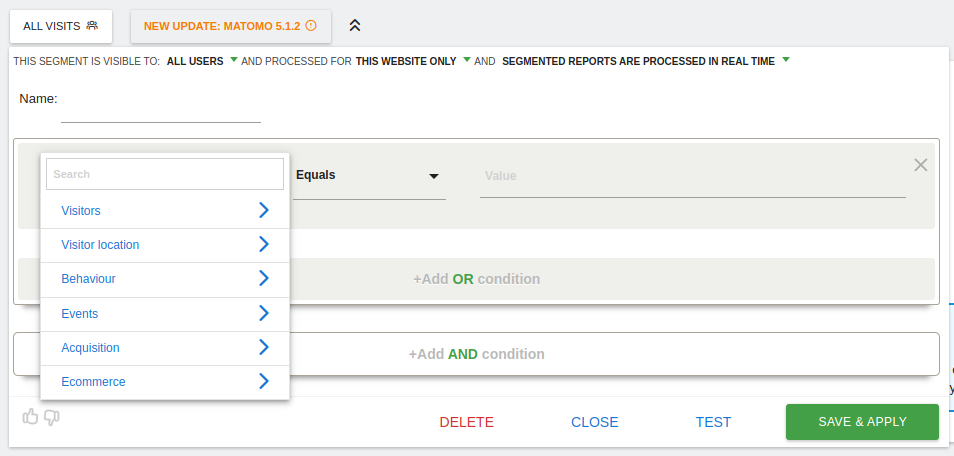 ALL VISITS
NEW UPDATE: MATOMO 5.1.2
THIS SEGMENT IS VISIBLE TO: ALL USERS AND PROCESSED FOR THIS WEBSITE ONLY AND SEGMENTED REPORTS ARE PROCESSED IN REAL TIME
Name:
Search
Equals
Value
Visitors
Visitor location
Behaviour
+Add OR condition
Events
Acquisition
+Add AND condition
Ecommerce
DELETE
CLOSE
TEST
SAVE & APPLY